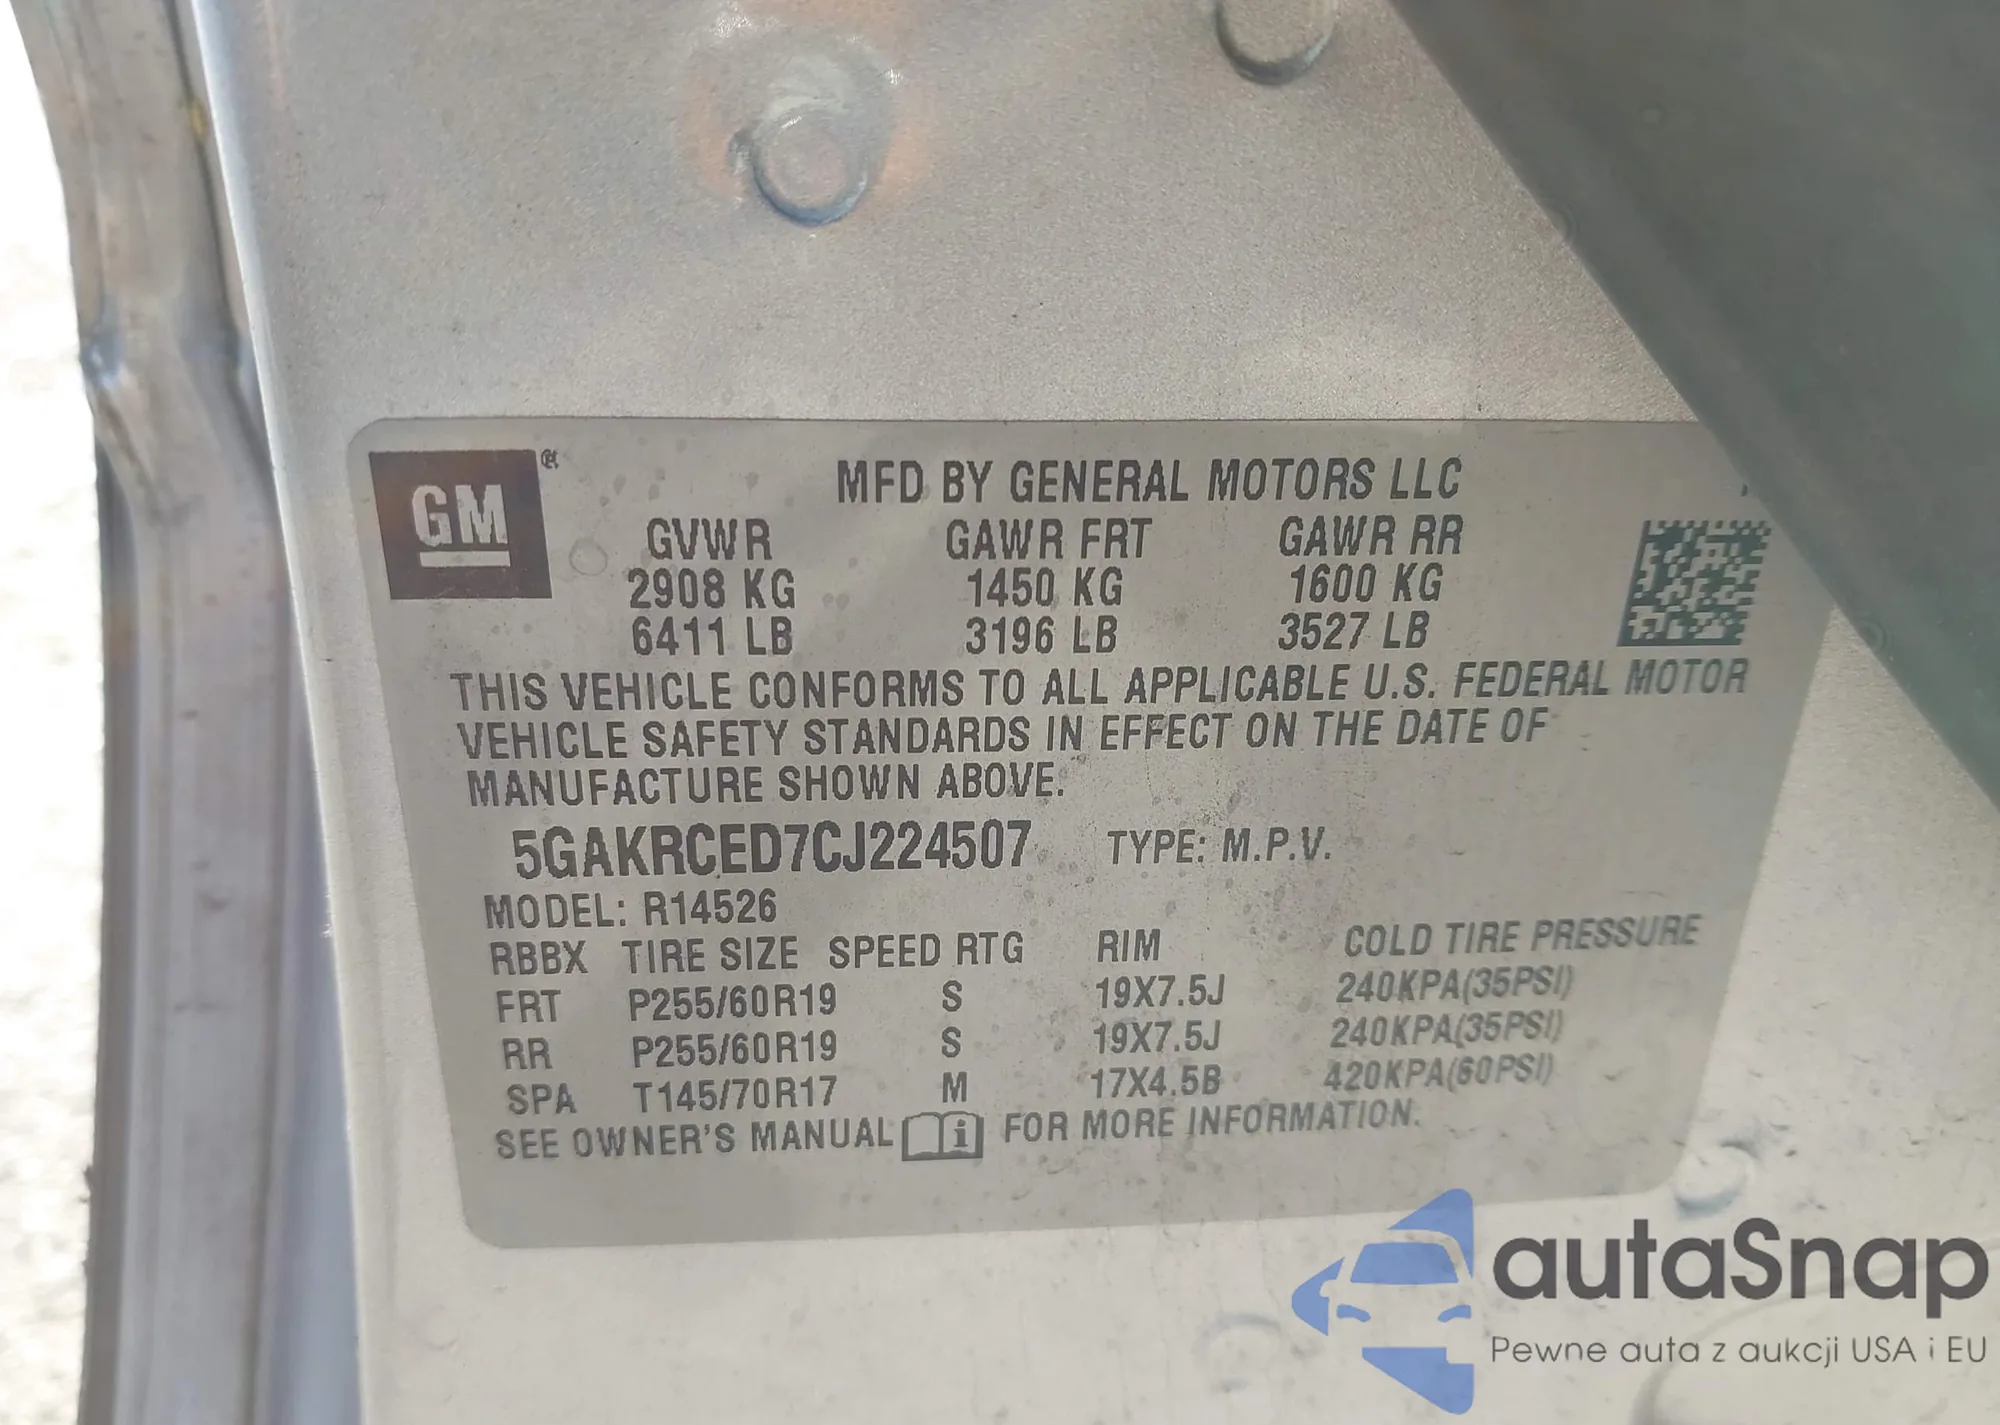 GM
MFD BY GENERAL MOTORS LLC
GVWR GAWR FRT GAWR RR
2908 KG 1450 KG 1600 KG
6411 LB 3196 LB 3527 LB
THIS VEHICLE CONFORMS TO ALL APPLICABLE U.S. FEDERAL MOTOR
VEHICLE SAFETY STANDARDS IN EFFECT ON THE DATE OF
MANUFACTURE SHOWN ABOVE.
5GAKRCED7CJ224507 TYPE: M.P.V.
MODEL: R14526
RBBX TIRE SIZE SPEED RTG RIM COLD TIRE PRESSURE
FRT P255/60R19 S 19X7.5J 240KPA(35PSI)
RR P255/60R19 S 19X7.5J 240KPA(35PSI)
SPA T145/70R17 M 17X4.5B 420KPA(60PSI)
SEE OWNER'S MANUAL i FOR MORE INFORMATION.
autaSnap
Pewne auta z aukcji USA i EU